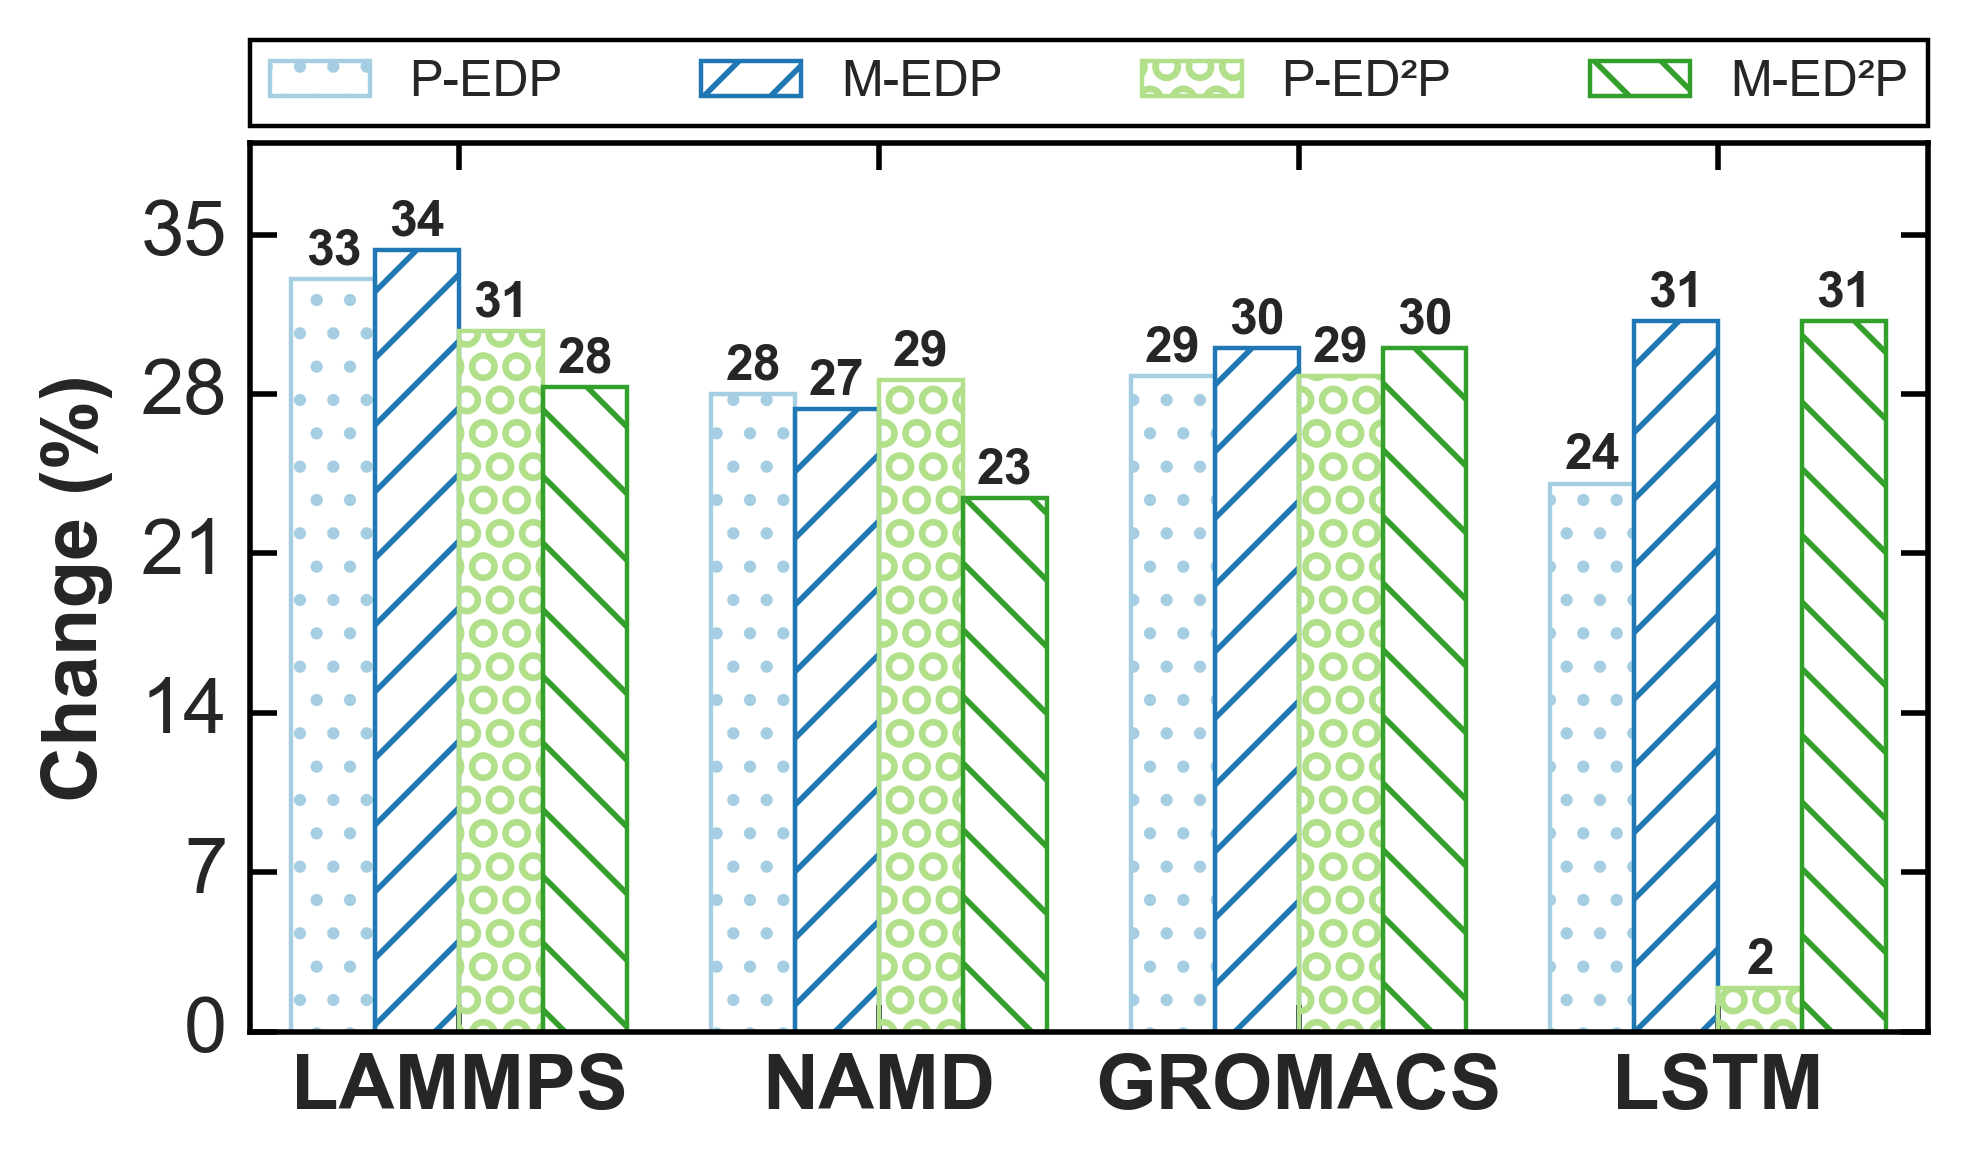 P-EDP M-EDP P-ED²P M-ED²P
Change (%)
35
28
21
14
7
0
33 34 31 28
28 27 29 23
29 30 29 30
24 31 2 31
LAMMPS NAMD GROMACS LSTM